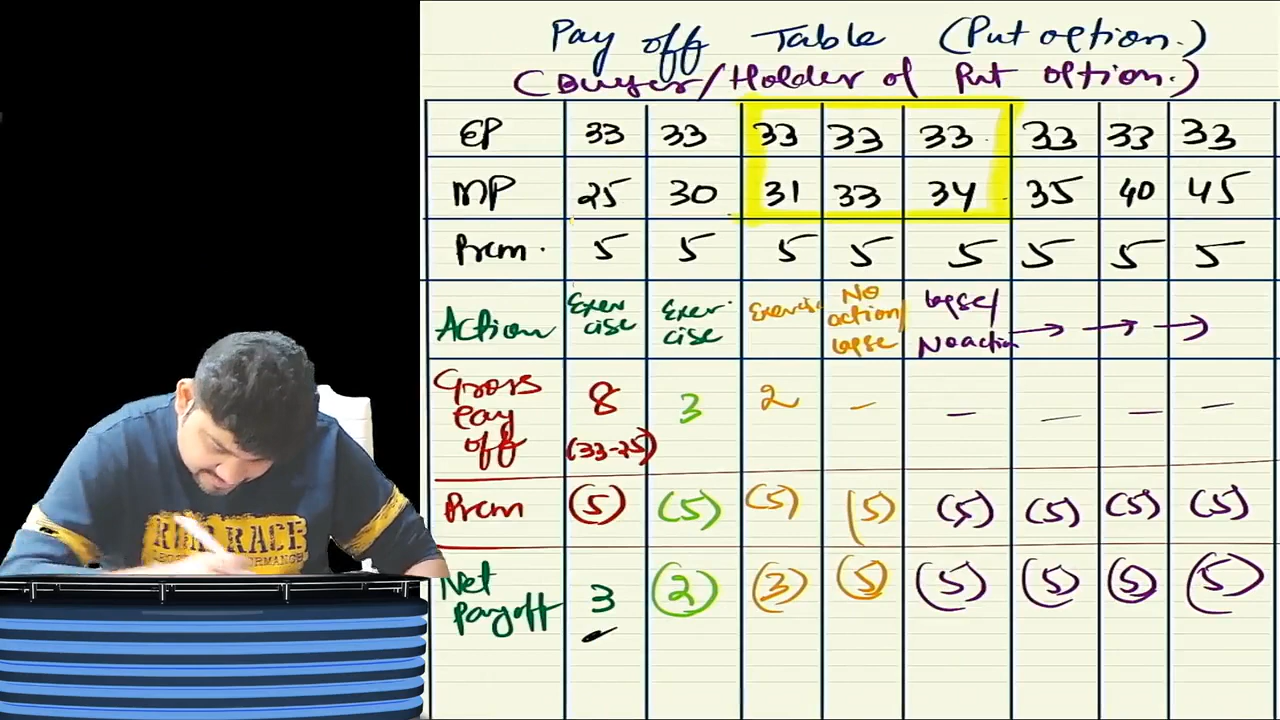 Pay off Table (Put option.)
(Buyer/Holder of Put option.)
EP 33 33 33 33 33 33 33 33
MP 25 30 31 33 34 35 40 45
Prem. 5 5 5 5 5 5 5 5
Action Exercise Exercise Exercise No action/lapse lapse/No action → → →
Gross pay off 8 (33-25) 3 2 - - - - -
Prem (5) (5) (5) (5) (5) (5) (5) (5)
Net payoff 3 (2) (3) (5) (5) (5) (5) (5)
RACE